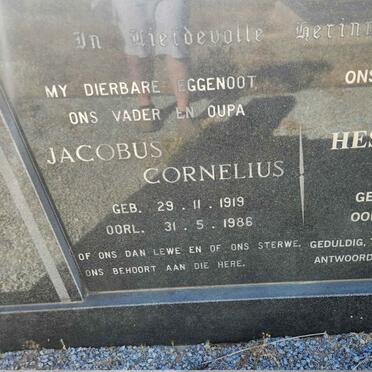 In Liefdevolle Herinn
MY DIERBARE EGGENOOT,
ONS VADER EN OUPA
JACOBUS
CORNELIUS
GEB. 29.11.1919
OORL. 31.5.1986
OF ONS DAN LEWE EN OF ONS STERWE,
ONS BEHOORT AAN DIE HERE.
ONS
HES
GE
OO
GEDULDIG,
ANTWOORD